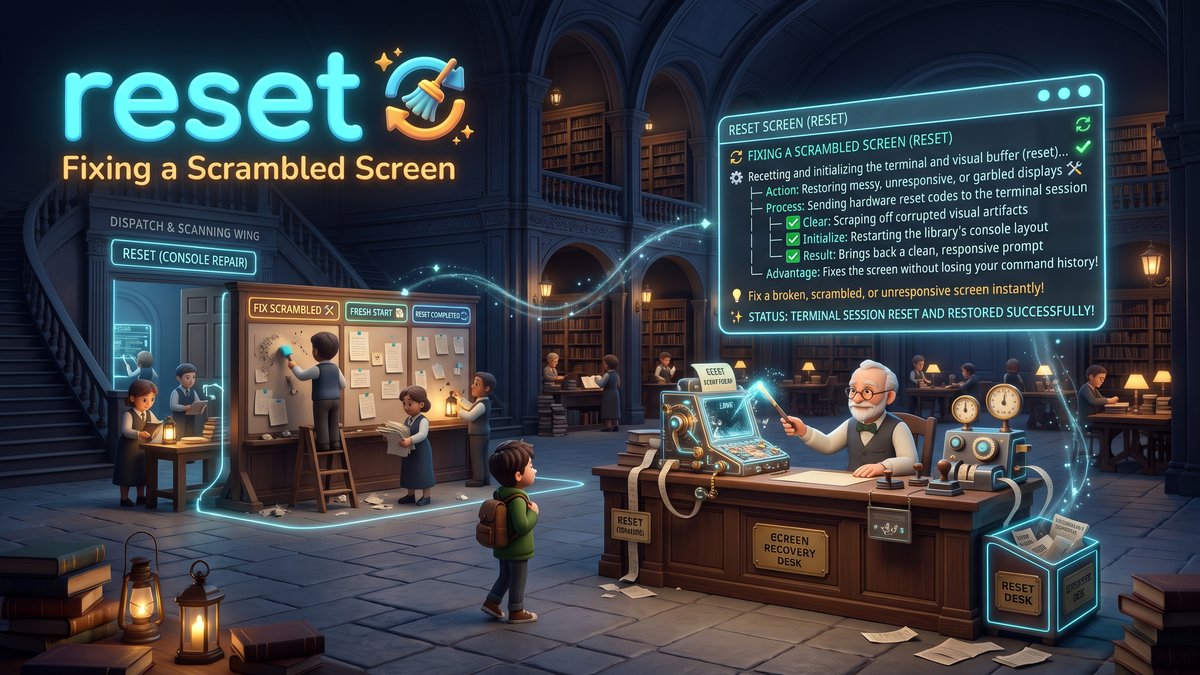 reset
Fixing a Scrambled Screen
DISPATCH & SCANNING WING
RESET (CONSOLE REPAIR)
FIX SCRAMBLED
FRESH START
RESET COMPLETED
RESET SCREEN (RESET)
FIXING A SCRAMBLED SCREEN (RESET)
Recetting and initializing the terminal and visual buffer (reset)...
Action: Restoring messy, unresponsive, or garbled displays
Process: Sending hardware reset codes to the terminal session
Clear: Scraping off corrupted visual artifacts
Initialize: Restarting the library's console layout
Result: Brings back a clean, responsive prompt
Advantage: Fixes the screen without losing your command history!
Fix a broken, scrambled, or unresponsive screen instantly!
STATUS: TERMINAL SESSION RESET AND RESTORED SUCCESSFULLY!
RESET
ECREEN
RECOVERY
DESK
RESET
DESK